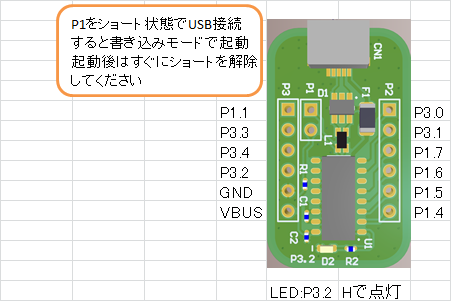 P1をショート状態でUSB接続
すると書き込みモードで起動
起動後はすぐにショートを解除
してください
CN1
P3
P1
D1
F1
P2
L1
P1.1
P3.3
P3.4
P3.2
GND
VBUS
P3.0
P3.1
P1.7
P1.6
P1.5
P1.4
R1
C1
C2
U1
P3.2
D2
R2
LED:P3.2
Hで点灯